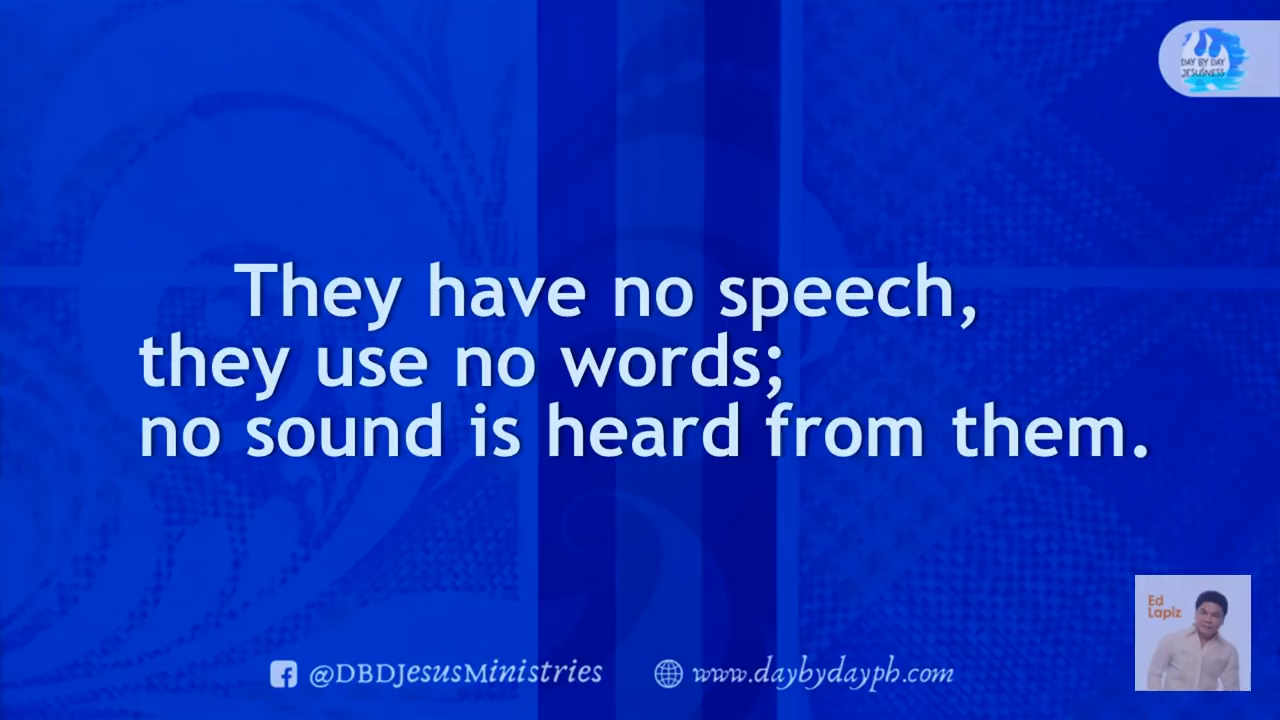 DAY BY DAY
JESUSNESS
They have no speech,
they use no words;
no sound is heard from them.
Ed
Lapiz
@DBDJesusMinistries
www.daybydayph.com